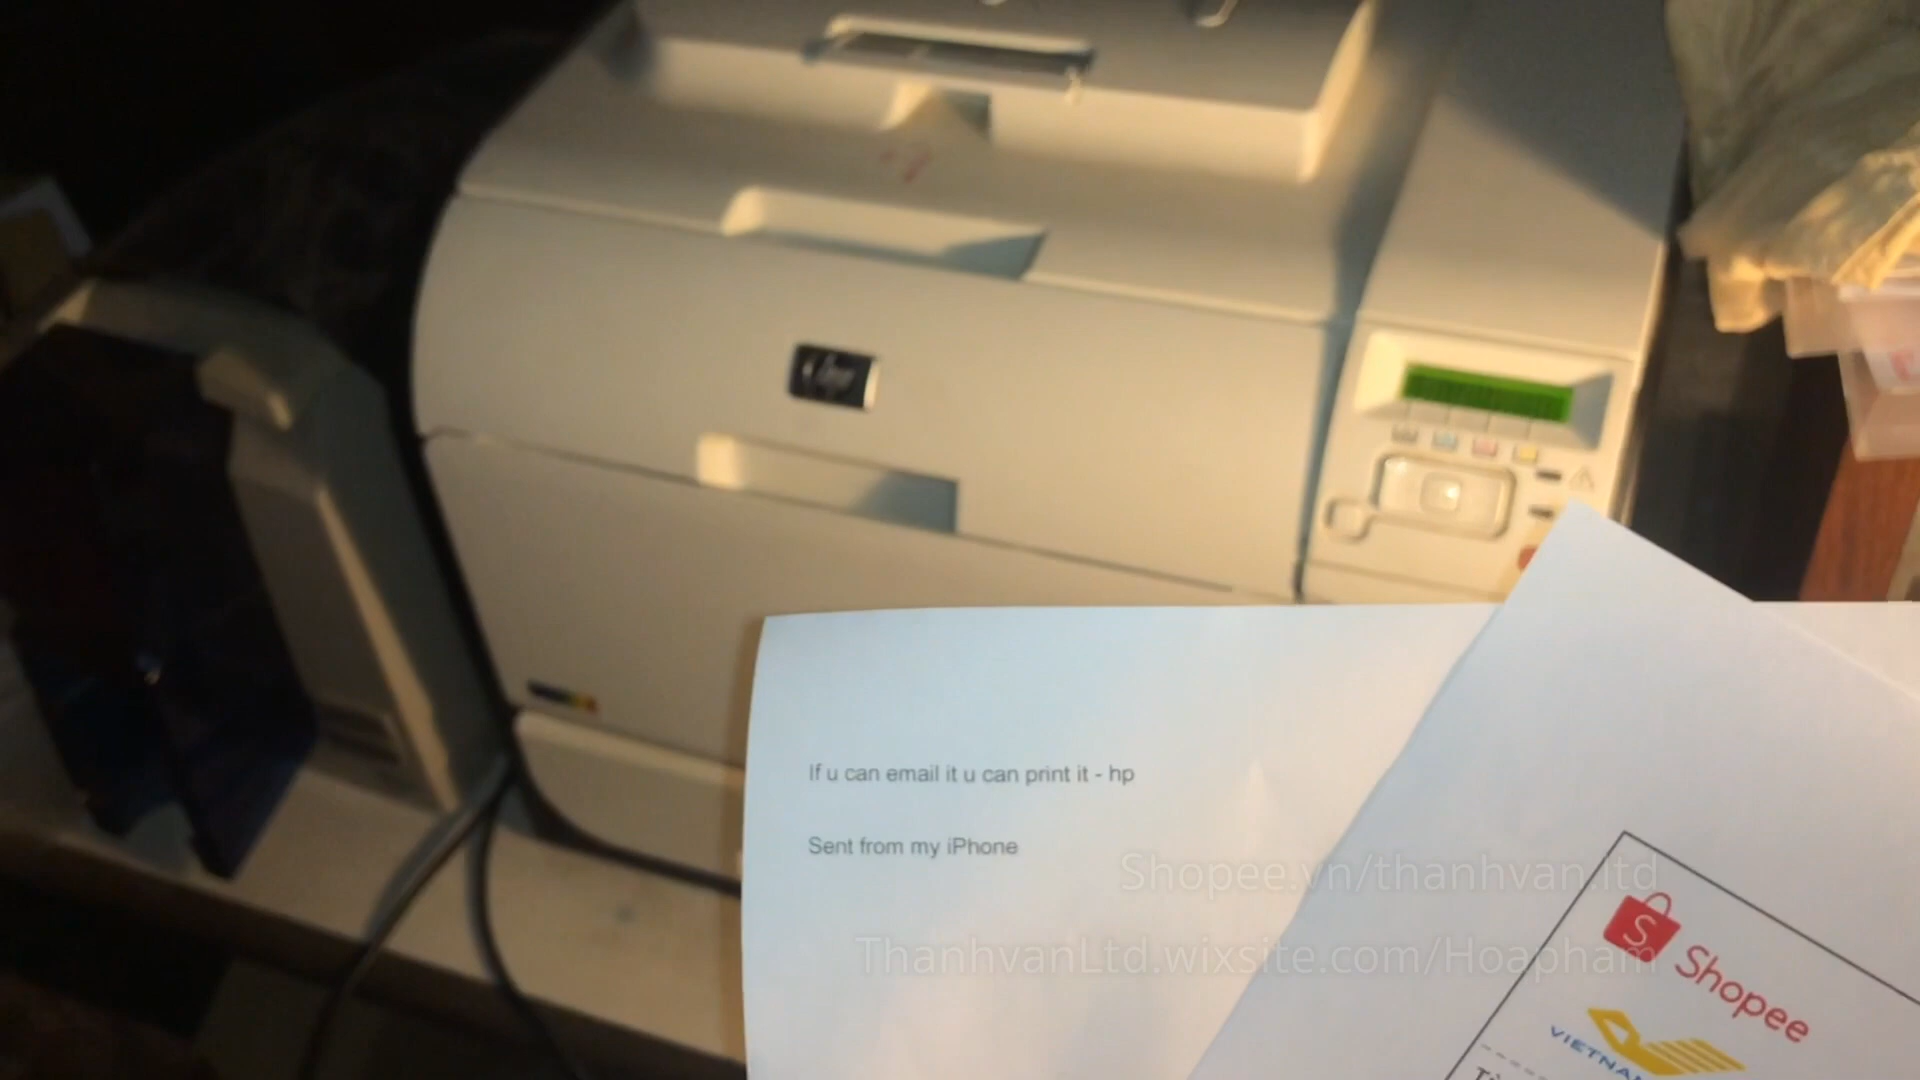 hp
If u can email it u can print it - hp
Sent from my iPhone
Shopee.vn/thanhvan.ltd
ThanhvanLtd.wixsite.com/Hoapham
Shopee